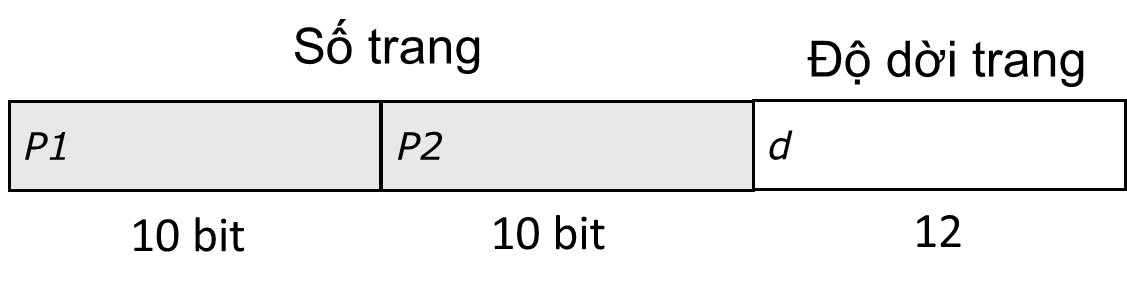 Số trang
Độ dời trang
P1
P2
d
10 bit
10 bit
12